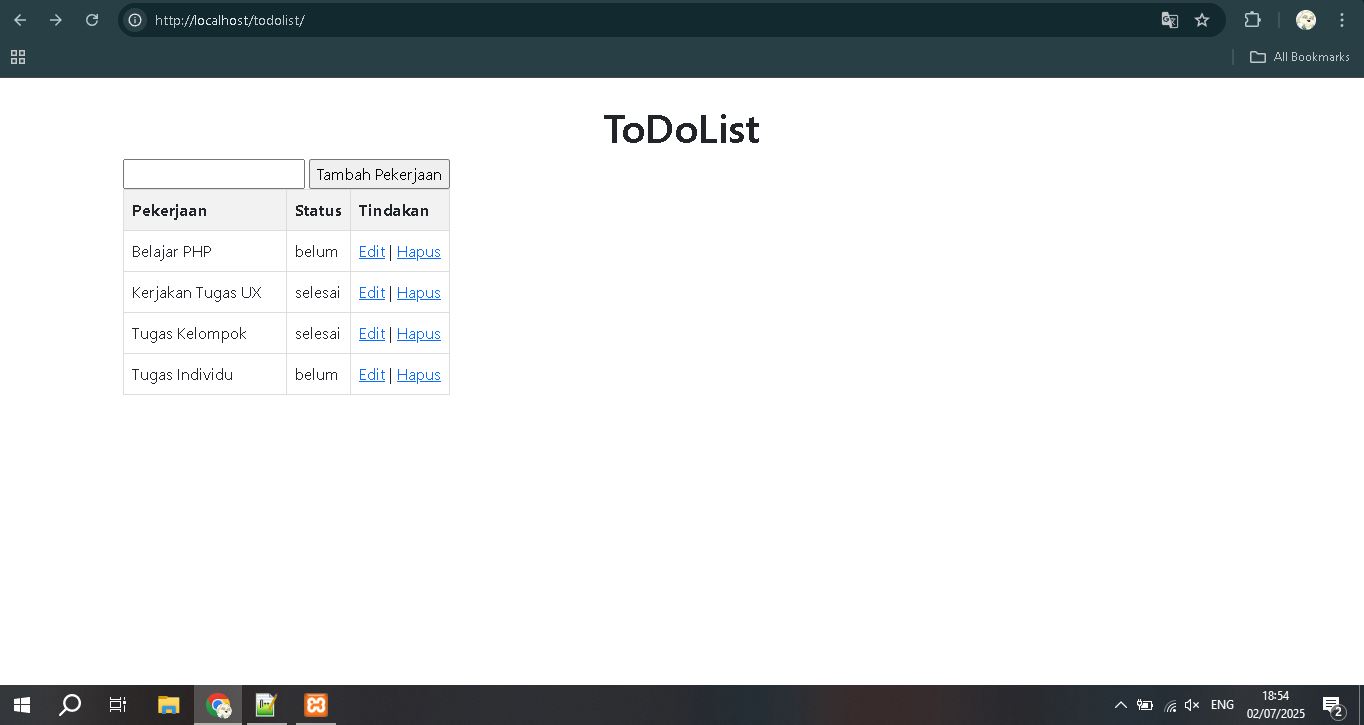 http://localhost/todolist/
All Bookmarks
ToDoList
Tambah Pekerjaan
Pekerjaan Status Tindakan
Belajar PHP belum Edit | Hapus
Kerjakan Tugas UX selesai Edit | Hapus
Tugas Kelompok selesai Edit | Hapus
Tugas Individu belum Edit | Hapus
ENG
18:54
02/07/2025
2